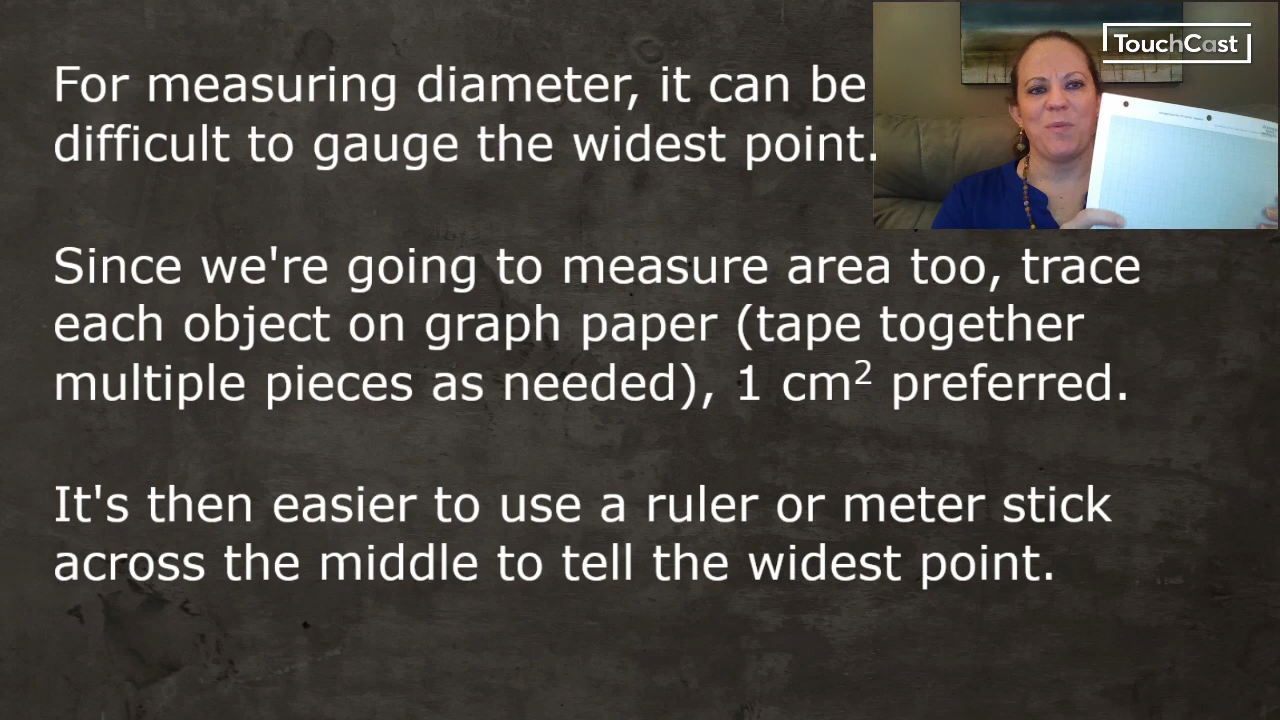 For measuring diameter, it can be
difficult to gauge the widest point.
TouchCast
Since we're going to measure area too, trace
each object on graph paper (tape together
multiple pieces as needed), 1 cm² preferred.
It's then easier to use a ruler or meter stick
across the middle to tell the widest point.